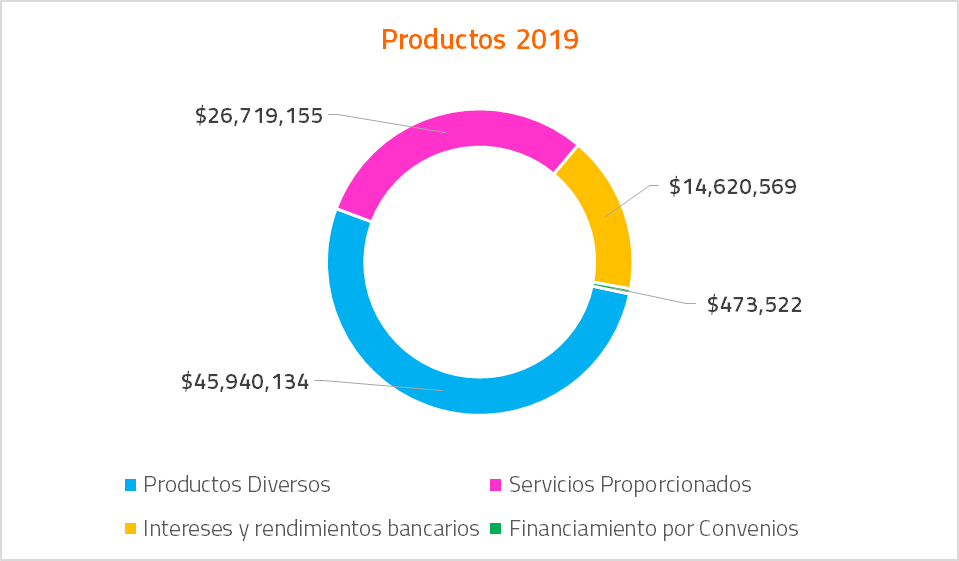 Productos 2019
$26,719,155
$14,620,569
$473,522
$45,940,134
Productos Diversos
Servicios Proporcionados
Intereses y rendimientos bancarios
Financiamiento por Convenios